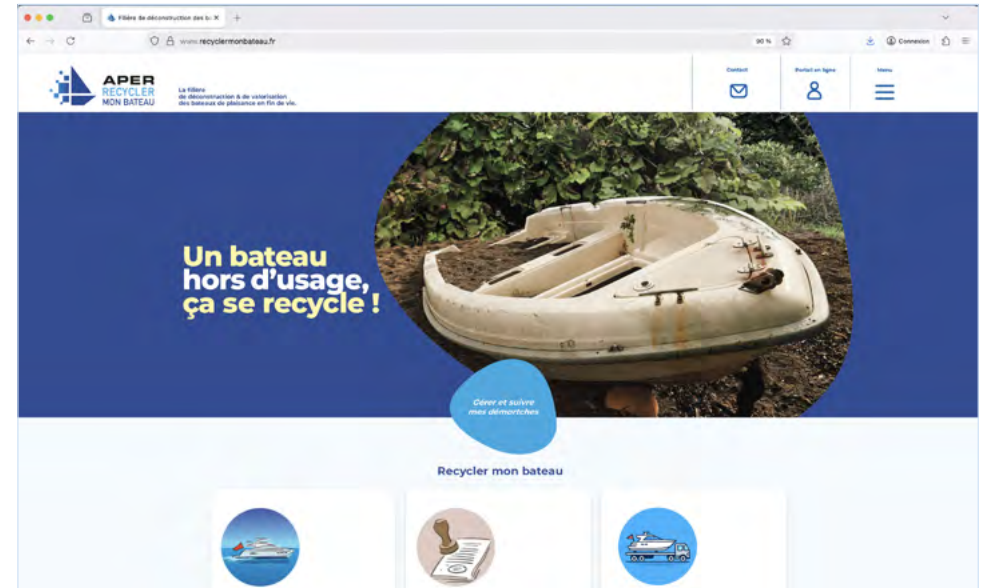 Filière de déconstruction des b
www.recyclermonbateau.fr
90 %
Connexion
APER
RECYCLER
MON BATEAU
La filière
de déconstruction & de valorisation
des bateaux de plaisance en fin de vie.
Contact
Portail en ligne
Menu
Un bateau
hors d'usage,
ça se recycle !
Gérer et suivre
mes démartches
Recycler mon bateau